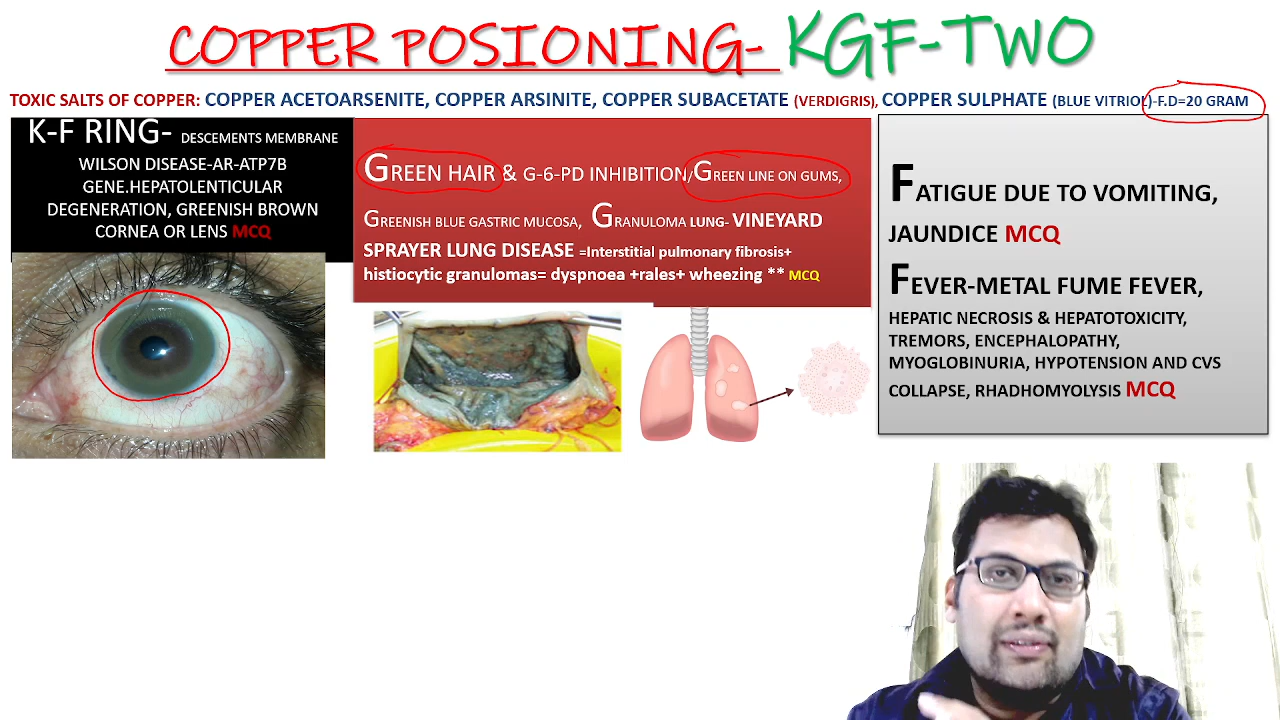 COPPER POSIONING- KGF-TWO
TOXIC SALTS OF COPPER: COPPER ACETOARSENITE, COPPER ARSINITE, COPPER SUBACETATE (VERDIGRIS), COPPER SULPHATE (BLUE VITRIOL)-F.D=20 GRAM
K-F RING- DESCEMENTS MEMBRANE
WILSON DISEASE-AR-ATP7B
GENE.HEPATOLENTICULAR
DEGENERATION, GREENISH BROWN
CORNEA OR LENS MCQ
GREEN HAIR & G-6-PD INHIBITION,/GREEN LINE ON GUMS,
GREENISH BLUE GASTRIC MUCOSA, GRANULOMA LUNG- VINEYARD
SPRAYER LUNG DISEASE =Interstitial pulmonary fibrosis+
histiocytic granulomas= dyspnoea +rales+ wheezing ** MCQ
FATIGUE DUE TO VOMITING,
JAUNDICE MCQ
FEVER-METAL FUME FEVER,
HEPATIC NECROSIS & HEPATOTOXICITY,
TREMORS, ENCEPHALOPATHY,
MYOGLOBINURIA, HYPOTENSION AND CVS
COLLAPSE, RHADHOMYOLYSIS MCQ